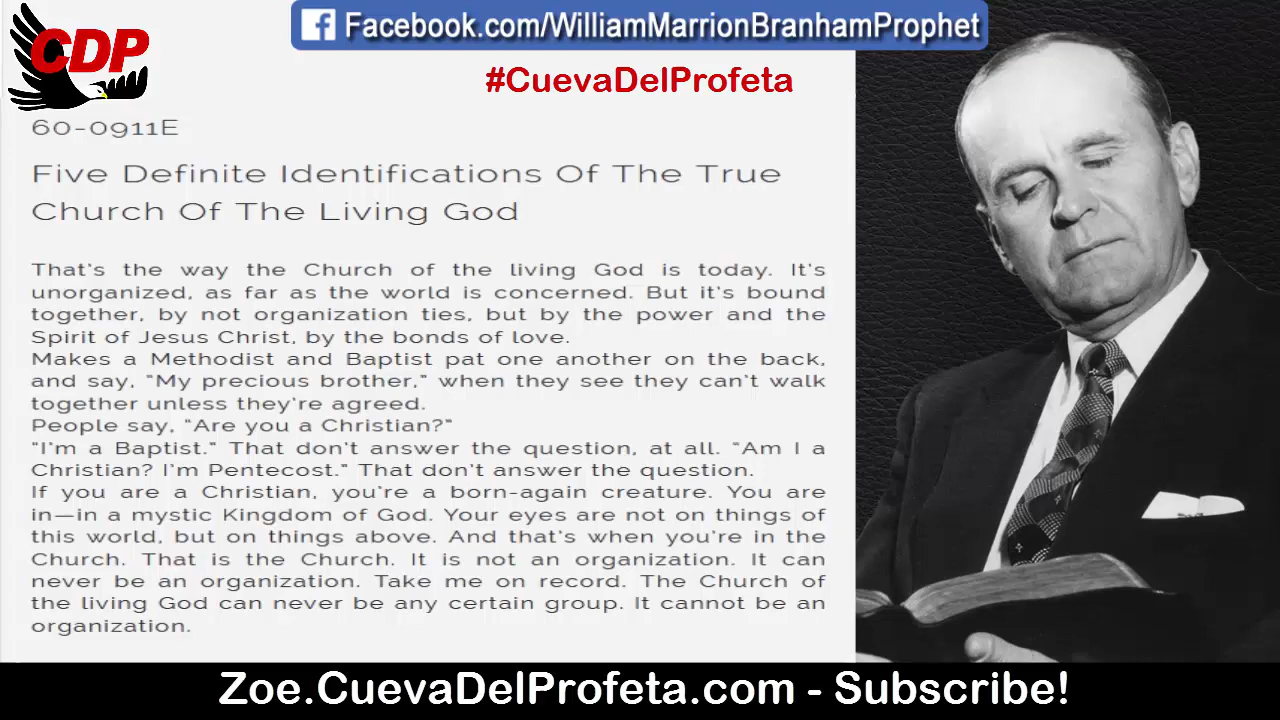 CDP
Facebook.com/WilliamMarrionBranhamProphet
#CuevaDelProfeta
60-0911E
Five Definite Identifications Of The True
Church Of The Living God
That's the way the Church of the living God is today. It's
unorganized, as far as the world is concerned. But it's bound
together, by not organization ties, but by the power and the
Spirit of Jesus Christ, by the bonds of love.
Makes a Methodist and Baptist pat one another on the back,
and say, “My precious brother,” when they see they can't walk
together unless they're agreed.
People say, “Are you a Christian?”
“I'm a Baptist.” That don't answer the question, at all. “Am I a
Christian? I'm Pentecost.” That don't answer the question.
If you are a Christian, you're a born-again creature. You are
in—in a mystic Kingdom of God. Your eyes are not on things of
this world, but on things above. And that's when you're in the
Church. That is the Church. It is not an organization. It can
never be an organization. Take me on record. The Church of
the living God can never be any certain group. It cannot be an
organization.
Zoe.CuevaDelProfeta.com - Subscribe!